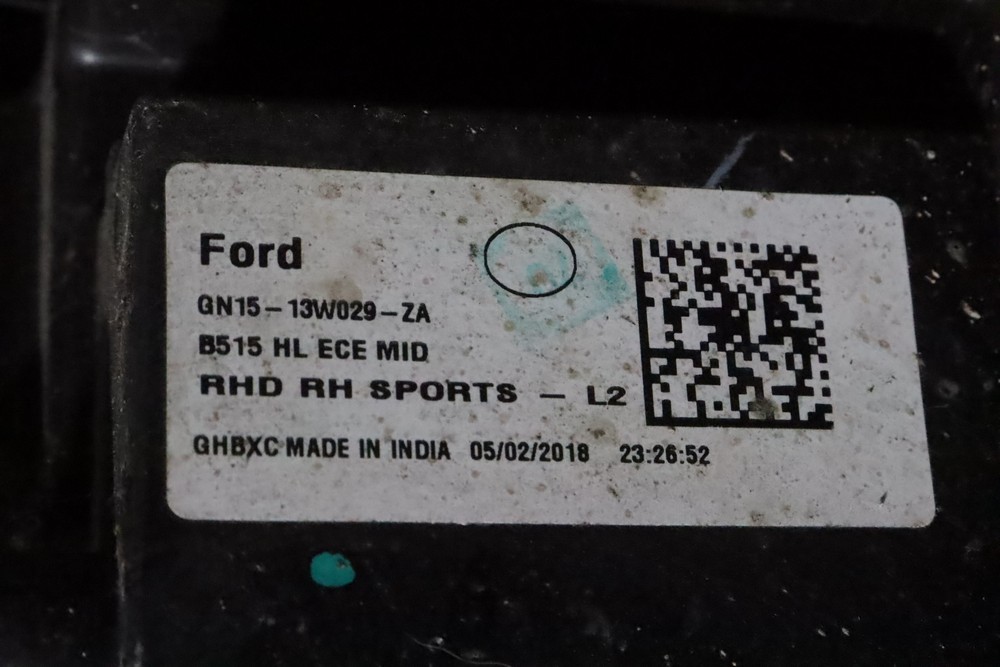 Ford
GN15-13W029-ZA
B515 HL ECE MID
RHD RH SPORTS - L2
GHBXC MADE IN INDIA 05/02/2018 23:26:52